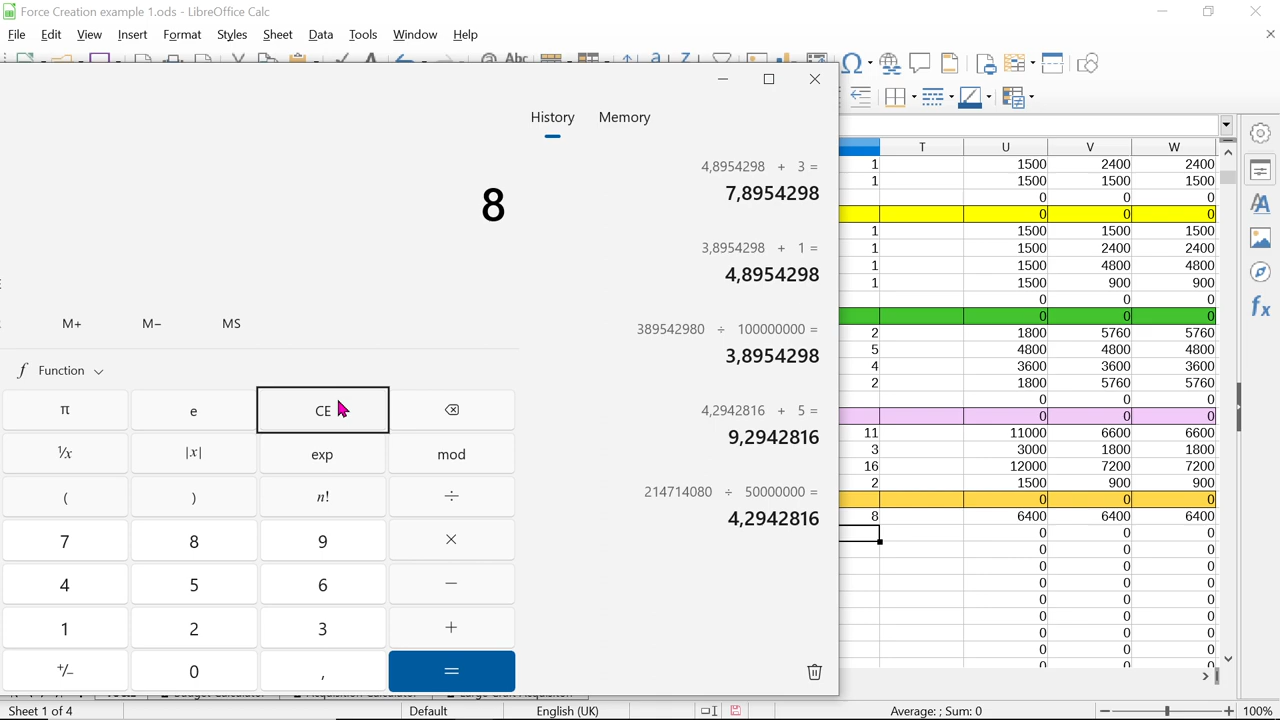 Force Creation example 1.ods - LibreOffice Calc
File Edit View Insert Format Styles Sheet Data Tools Window Help
History Memory
4,8954298 + 3 =
7,8954298
8
3,8954298 + 1 =
4,8954298
389542980 ÷ 100000000 =
3,8954298
4,2942816 + 5 =
9,2942816
214714080 ÷ 50000000 =
4,2942816
M+ M− MS
Function
π e CE
⅟x |x| exp mod
( ) n! ÷
7 8 9 ×
4 5 6 −
1 2 3 +
+/− 0 , =
T U V W
1 1500 2400 2400
1 1500 1500 1500
0 0 0
0 0 0
1 1500 1500 1500
1 1500 2400 2400
1 1500 4800 4800
1 1500 900 900
0 0 0
0 0 0
2 1800 5760 5760
5 4800 4800 4800
4 3600 3600 3600
2 1800 5760 5760
0 0 0
0 0 0
11 11000 6600 6600
3 3000 1800 1800
16 12000 7200 7200
2 1500 900 900
0 0 0
8 6400 6400 6400
0 0 0
0 0 0
0 0 0
0 0 0
0 0 0
0 0 0
0 0 0
0 0 0
0 0 0
Sheet 1 of 4 Default English (UK) Average: ; Sum: 0 100%